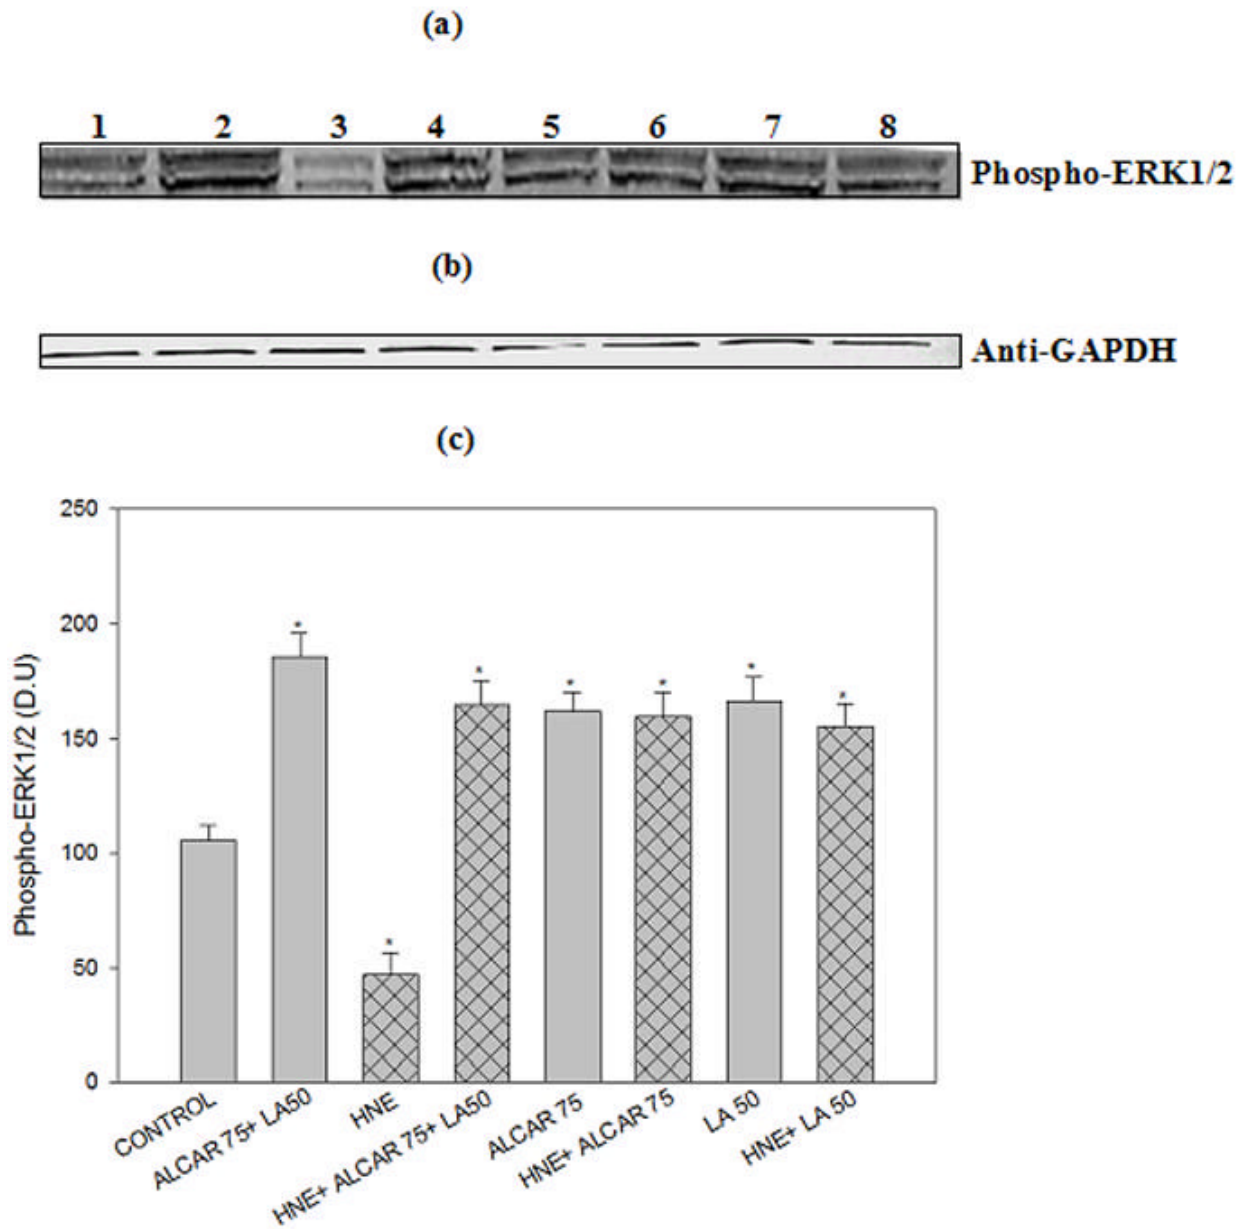 (a)
1 2 3 4 5 6 7 8
Phospho-ERK1/2
(b)
Anti-GAPDH
(c)
250
200
150
100
50
0
Phospho-ERK1/2 (D.U)
*
*
*
*
*
*
*
CONTROL
ALCAR 75+ LA50
HNE
HNE+ ALCAR 75+ LA50
ALCAR 75
HNE+ ALCAR 75
LA 50
HNE+ LA 50